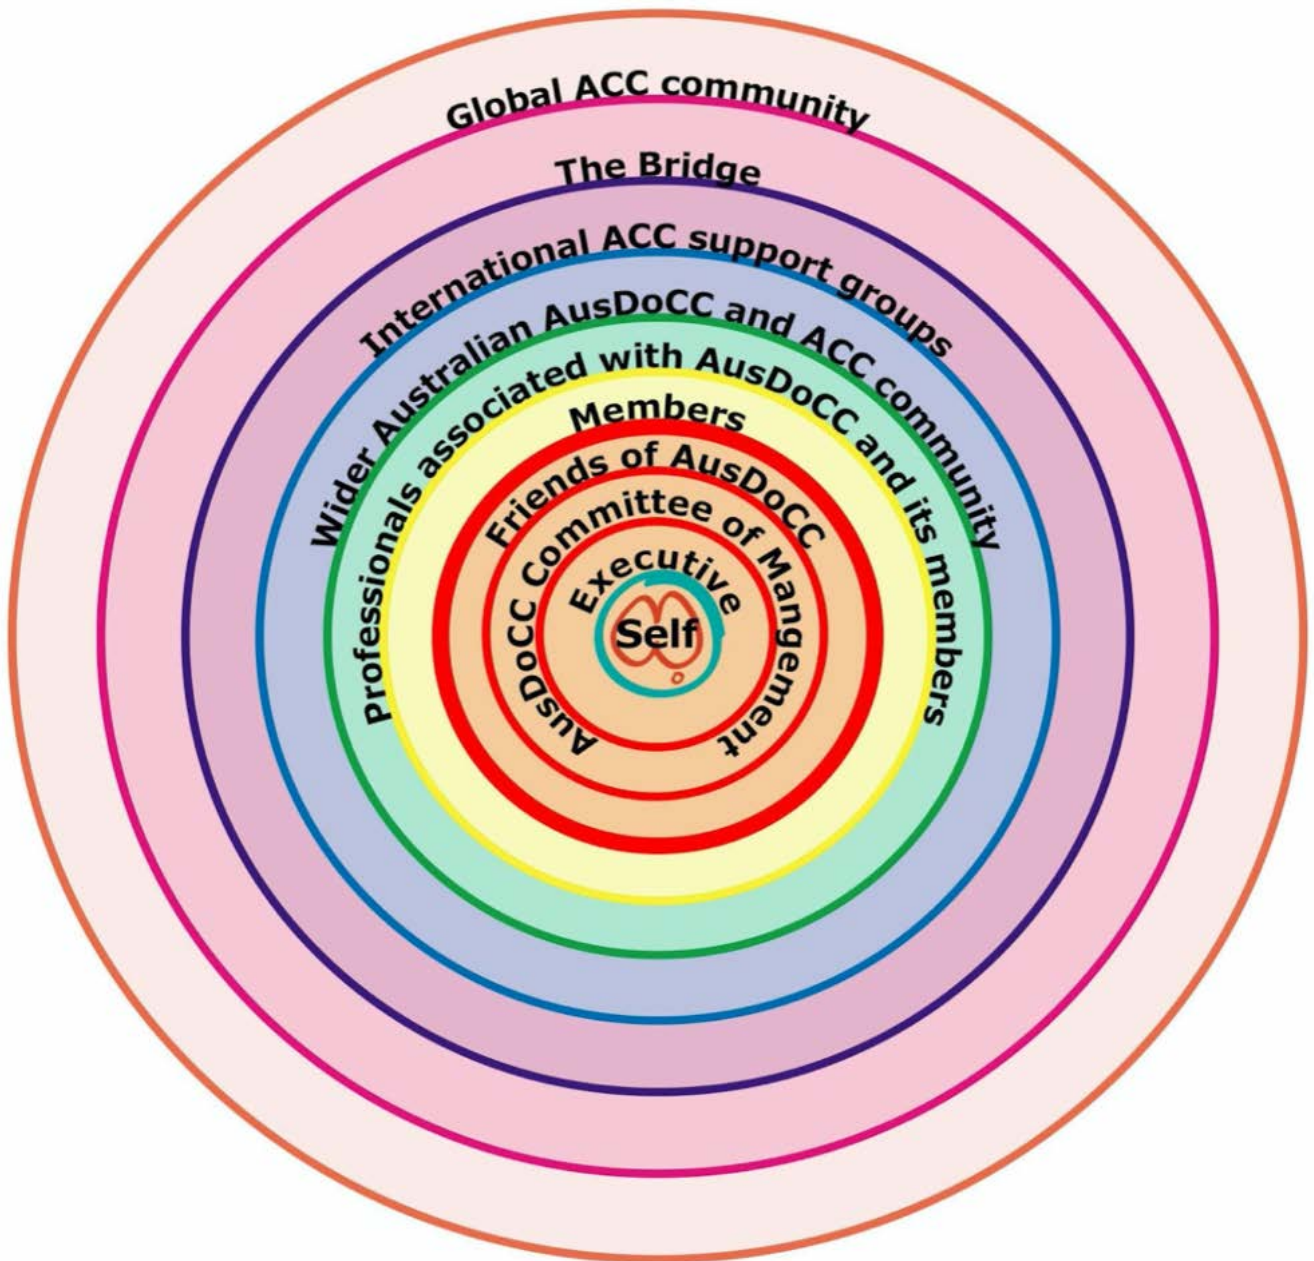 Global ACC community
The Bridge
International ACC support groups
Wider Australian AusDoCC and ACC community
Professionals associated with AusDoCC and its members
Members
Friends of AusDoCC
AusDoCC Committee of Mangement
Executive
Self